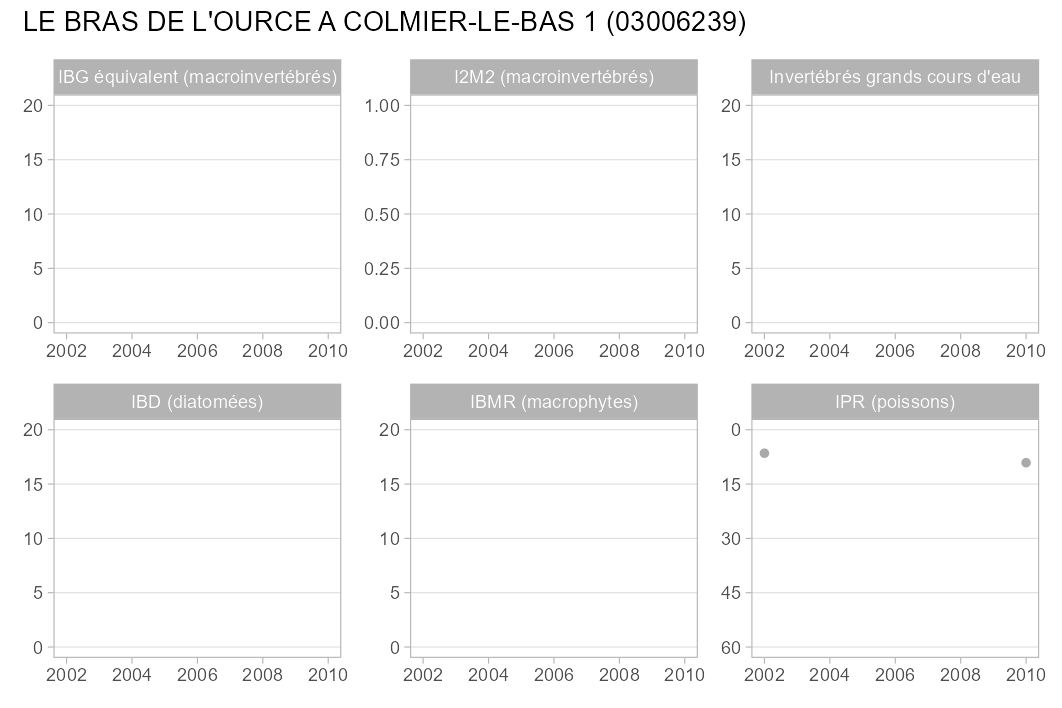 LE BRAS DE L'OURCE A COLMIER-LE-BAS 1 (03006239)
IBG équivalent (macroinvertébrés)
20
15
10
5
0
2002 2004 2006 2008 2010
I2M2 (macroinvertébrés)
1.00
0.75
0.50
0.25
0.00
2002 2004 2006 2008 2010
Invertébrés grands cours d'eau
20
15
10
5
0
2002 2004 2006 2008 2010
IBD (diatomées)
20
15
10
5
0
2002 2004 2006 2008 2010
IBMR (macrophytes)
20
15
10
5
0
2002 2004 2006 2008 2010
IPR (poissons)
0
15
30
45
60
2002 2004 2006 2008 2010